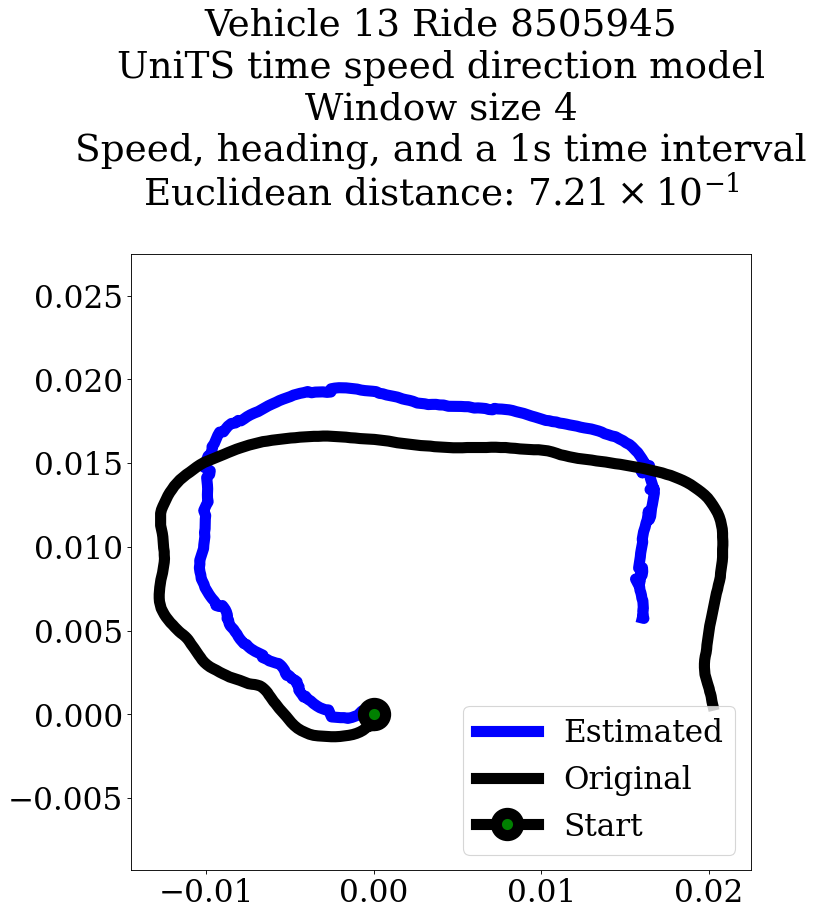 Vehicle 13 Ride 8505945
UniTS time speed direction model
Window size 4
Speed, heading, and a 1s time interval
Euclidean distance: 7.21 × 10⁻¹
0.025
0.020
0.015
0.010
0.005
0.000
−0.005
−0.01 0.00 0.01 0.02
Estimated
Original
Start